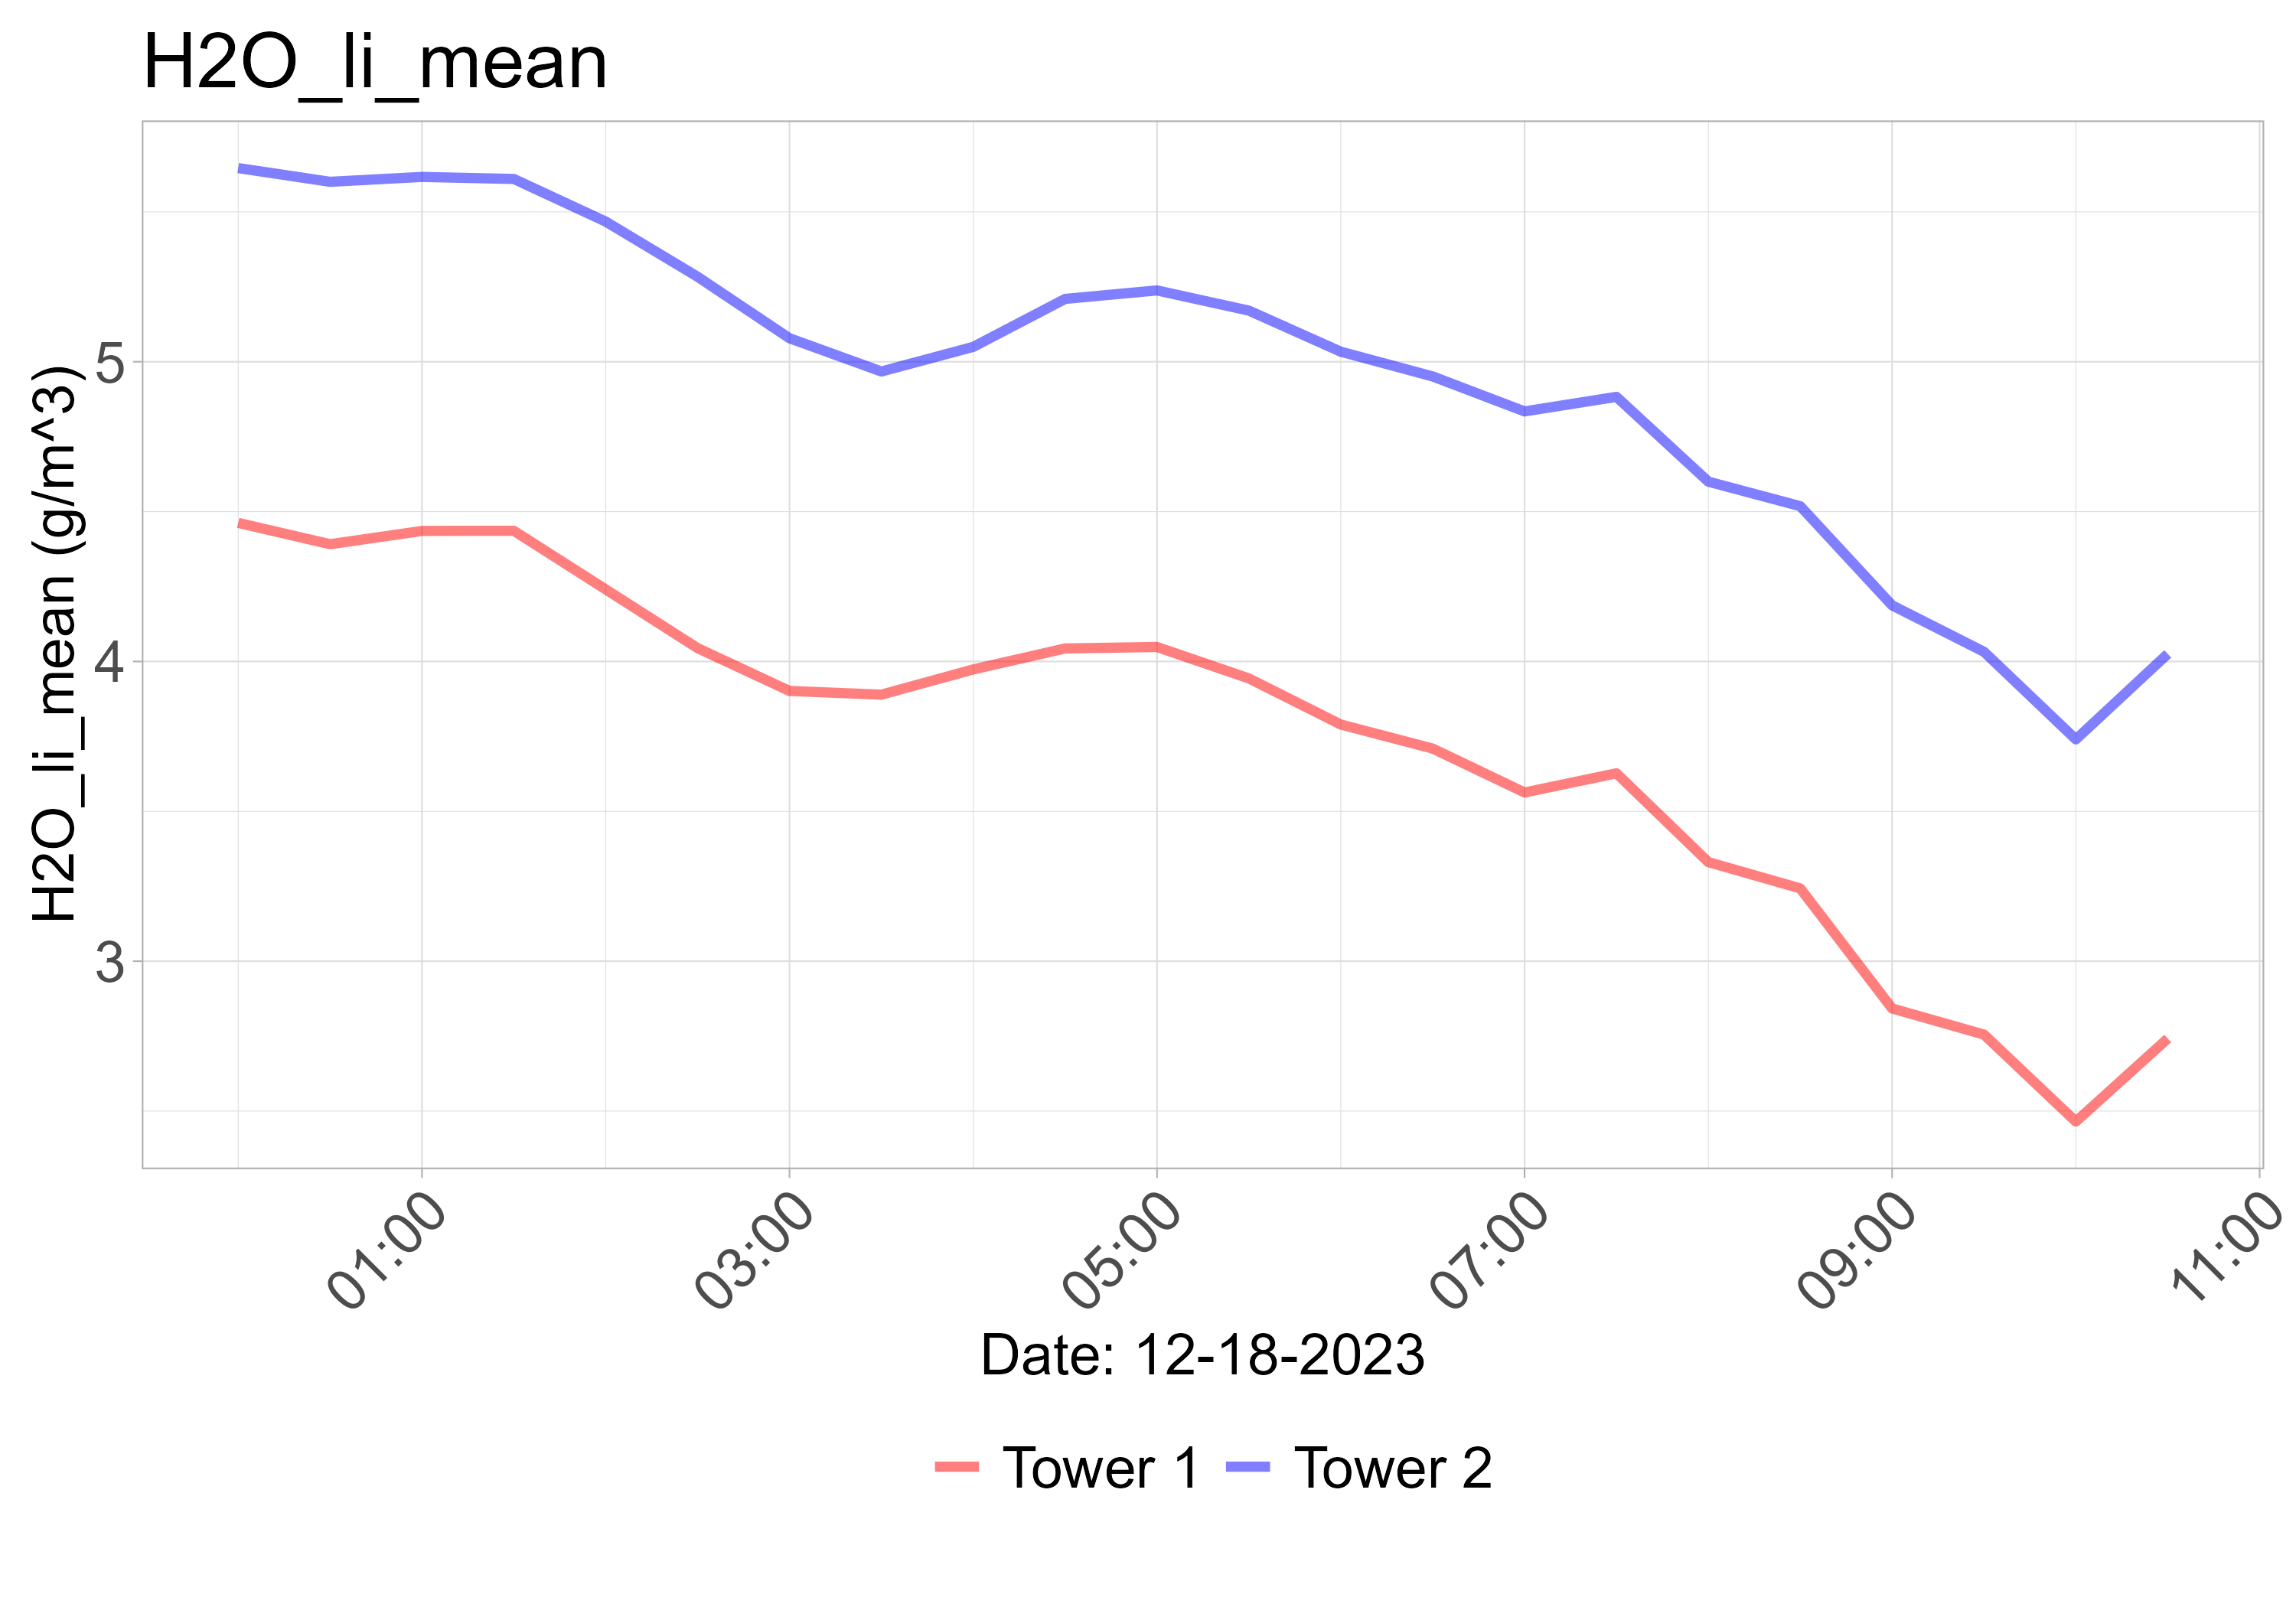 H2O_li_mean
H2O_li_mean (g/m^3)
5
4
3
01:00
03:00
05:00
07:00
09:00
11:00
Date: 12-18-2023
Tower 1
Tower 2